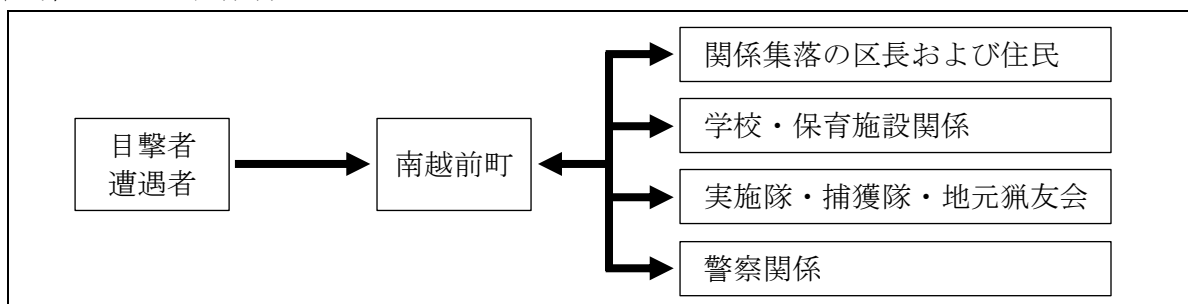 目撃者
遭遇者
南越前町
関係集落の区長および住民
学校・保育施設関係
実施隊・捕獲隊・地元猟友会
警察関係